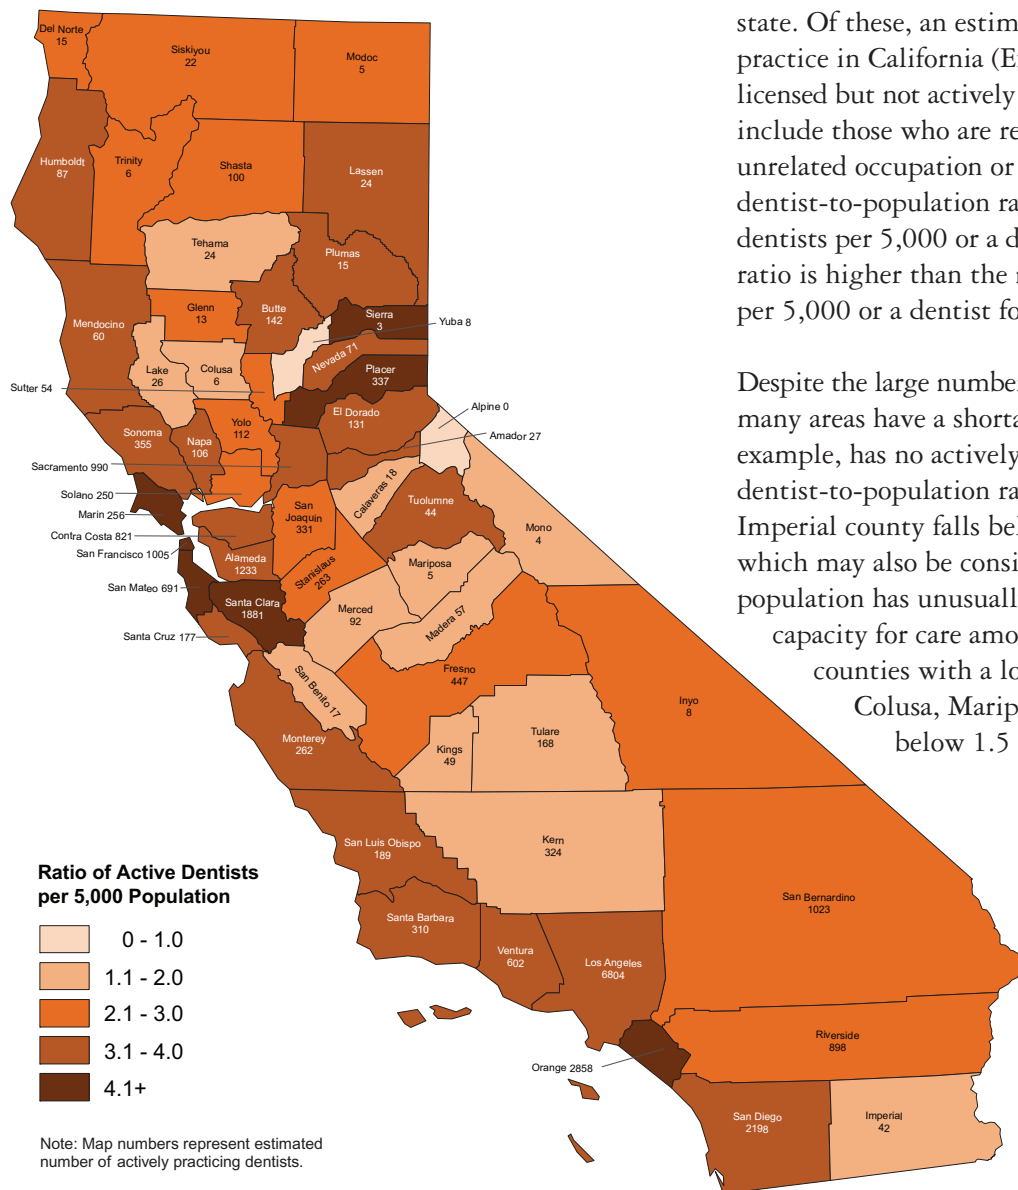 Del Norte
15
Siskiyou
22
Modoc
5
Humboldt
87
Trinity
6
Shasta
100
Lassen
24
Tehama
24
Plumas
15
Mendocino
60
Glenn
13
Butte
142
Sierra
3
Yuba 8
Nevada 71
Lake
26
Colusa
6
Placer
337
Sutter 54
El Dorado
131
Alpine 0
Sonoma
355
Napa
106
Yolo
112
Amador 27
Sacramento 990
Calaveras 18
Solano 250
Tuolumne
44
Marin 256
San
Joaquin
331
Mono
4
Contra Costa 821
San Francisco 1005
Alameda
1233
Stanislaus
263
Mariposa
5
San Mateo 691
Santa Clara
1881
Merced
92
Madera 57
Santa Cruz 177
San Benito 17
Fresno
447
Inyo
8
Monterey
262
Kings
49
Tulare
168
San Luis Obispo
189
Kern
324
San Bernardino
1023
Santa Barbara
310
Ventura
602
Los Angeles
6804
Riverside
898
Orange 2858
San Diego
2198
Imperial
42
Ratio of Active Dentists
per 5,000 Population
0 - 1.0
1.1 - 2.0
2.1 - 3.0
3.1 - 4.0
4.1+
Note: Map numbers represent estimated
number of actively practicing dentists.
state. Of these, an estim
practice in California (E
licensed but not actively
include those who are re
unrelated occupation or
dentist-to-population ra
dentists per 5,000 or a d
ratio is higher than the
per 5,000 or a dentist fo
Despite the large number
many areas have a shorta
example, has no actively
dentist-to-population ra
Imperial county falls bel
which may also be consi
population has unusuall
capacity for care amo
counties with a lo
Colusa, Marip
below 1.5